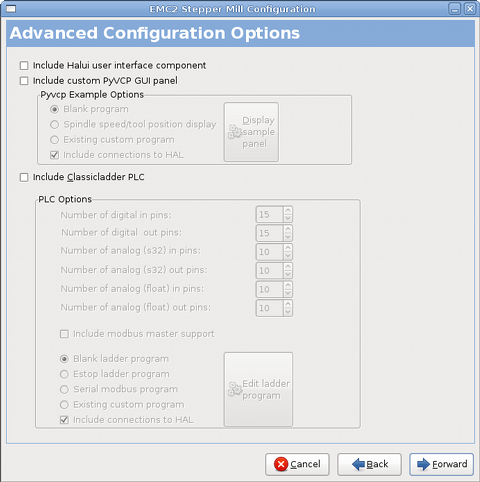 EMC2 Stepper Mill Configuration
Advanced Configuration Options
Include Halui user interface component
Include custom PyVCP GUI panel
Pyvcp Example Options
Blank program
Spindle speed/tool position display
Existing custom program
Include connections to HAL
Display
sample
panel
Include Classicladder PLC
PLC Options
Number of digital in pins: 15
Number of digital out pins: 15
Number of analog (s32) in pins: 10
Number of analog (s32) out pins: 10
Number of analog (float) in pins: 10
Number of analog (float) out pins: 10
Include modbus master support
Blank ladder program
Estop ladder program
Serial modbus program
Existing custom program
Include connections to HAL
Edit ladder
program
Cancel Back Forward